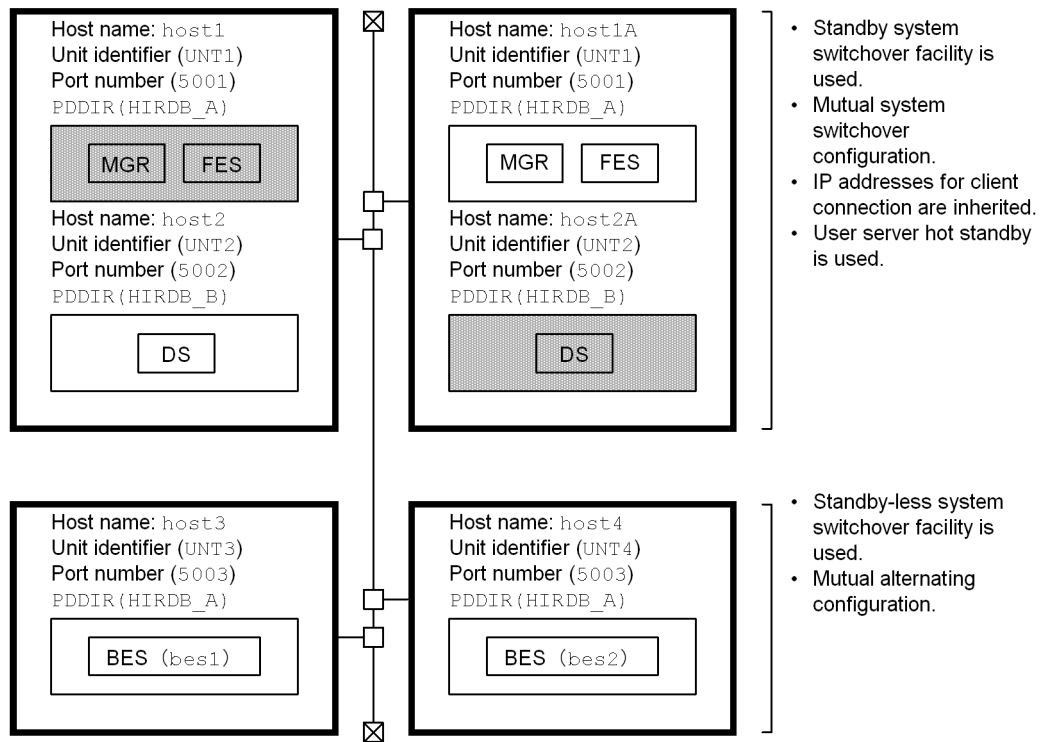 Host name: host1
Unit identifier (UNT1)
Port number (5001)
PDDIR(HIRDB_A)
MGR FES
Host name: host2
Unit identifier (UNT2)
Port number (5002)
PDDIR(HIRDB_B)
DS
Host name: host1A
Unit identifier (UNT1)
Port number (5001)
PDDIR(HIRDB_A)
MGR FES
Host name: host2A
Unit identifier (UNT2)
Port number (5002)
PDDIR(HIRDB_B)
DS
• Standby system
switchover facility is
used.
• Mutual system
switchover
configuration.
• IP addresses for client
connection are inherited.
• User server hot standby
is used.
Host name: host3
Unit identifier (UNT3)
Port number (5003)
PDDIR(HIRDB_A)
BES (bes1)
Host name: host4
Unit identifier (UNT4)
Port number (5003)
PDDIR(HIRDB_A)
BES (bes2)
• Standby-less system
switchover facility is
used.
• Mutual alternating
configuration.